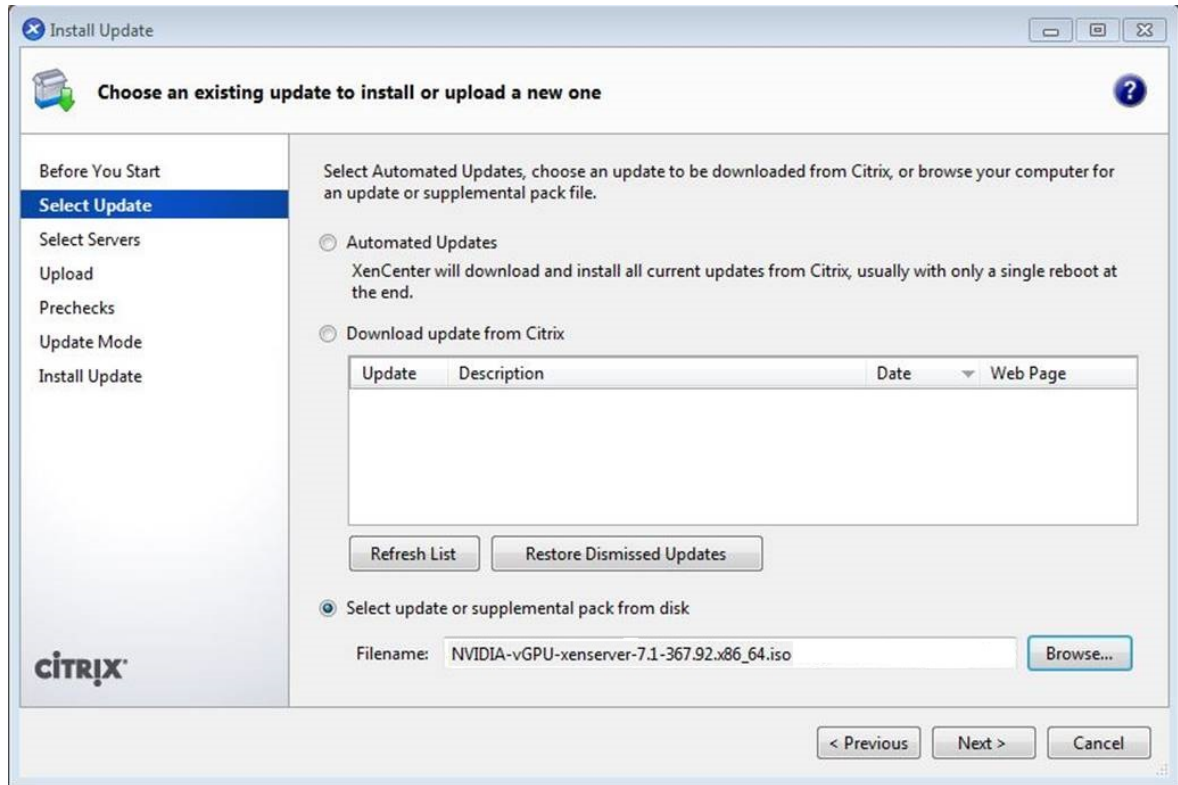 Install Update
Choose an existing update to install or upload a new one
?
Before You Start
Select Update
Select Servers
Upload
Prechecks
Update Mode
Install Update
CİTRIX®
Select Automated Updates, choose an update to be downloaded from Citrix, or browse your computer for
an update or supplemental pack file.
Automated Updates
XenCenter will download and install all current updates from Citrix, usually with only a single reboot at
the end.
Download update from Citrix
Update Description Date Web Page
Refresh List Restore Dismissed Updates
Select update or supplemental pack from disk
Filename: NVIDIA-vGPU-xenserver-7.1-367.92.x86_64.iso Browse...
< Previous Next > Cancel